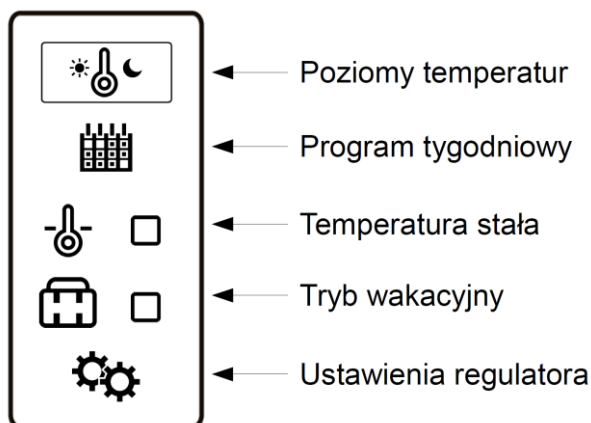 Poziomy temperatur
Program tygodniowy
Temperatura stała
Tryb wakacyjny
Ustawienia regulatora